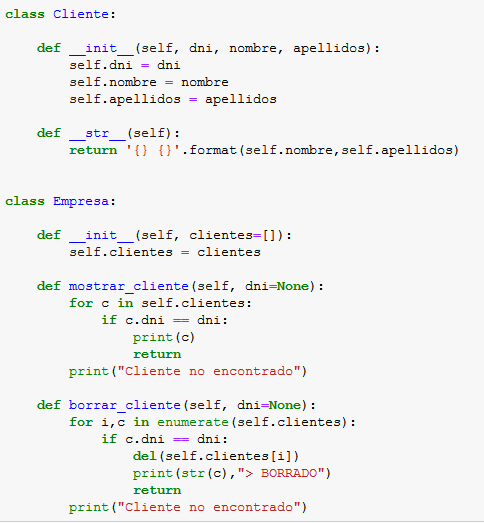 class Cliente:
    def __init__(self, dni, nombre, apellidos):
        self.dni = dni
        self.nombre = nombre
        self.apellidos = apellidos
    def __str__(self):
        return '{} {}'.format(self.nombre,self.apellidos)
class Empresa:
    def __init__(self, clientes=[]):
        self.clientes = clientes
    def mostrar_cliente(self, dni=None):
        for c in self.clientes:
            if c.dni == dni:
                print(c)
                return
        print("Cliente no encontrado")
    def borrar_cliente(self, dni=None):
        for i,c in enumerate(self.clientes):
            if c.dni == dni:
                del(self.clientes[i])
                print(str(c),"> BORRADO")
                return
        print("Cliente no encontrado")